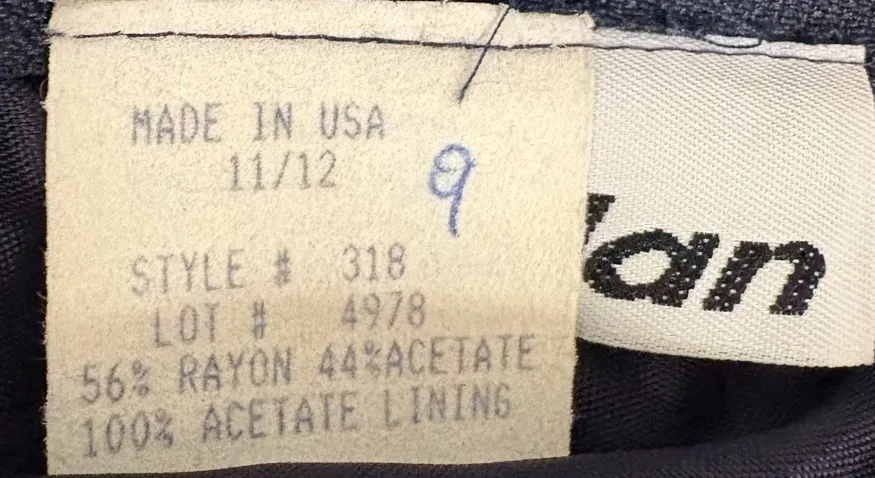 MADE IN USA
11/12
9
STYLE # 318
LOT # 4978
56% RAYON 44%ACETATE
100% ACETATE LINING